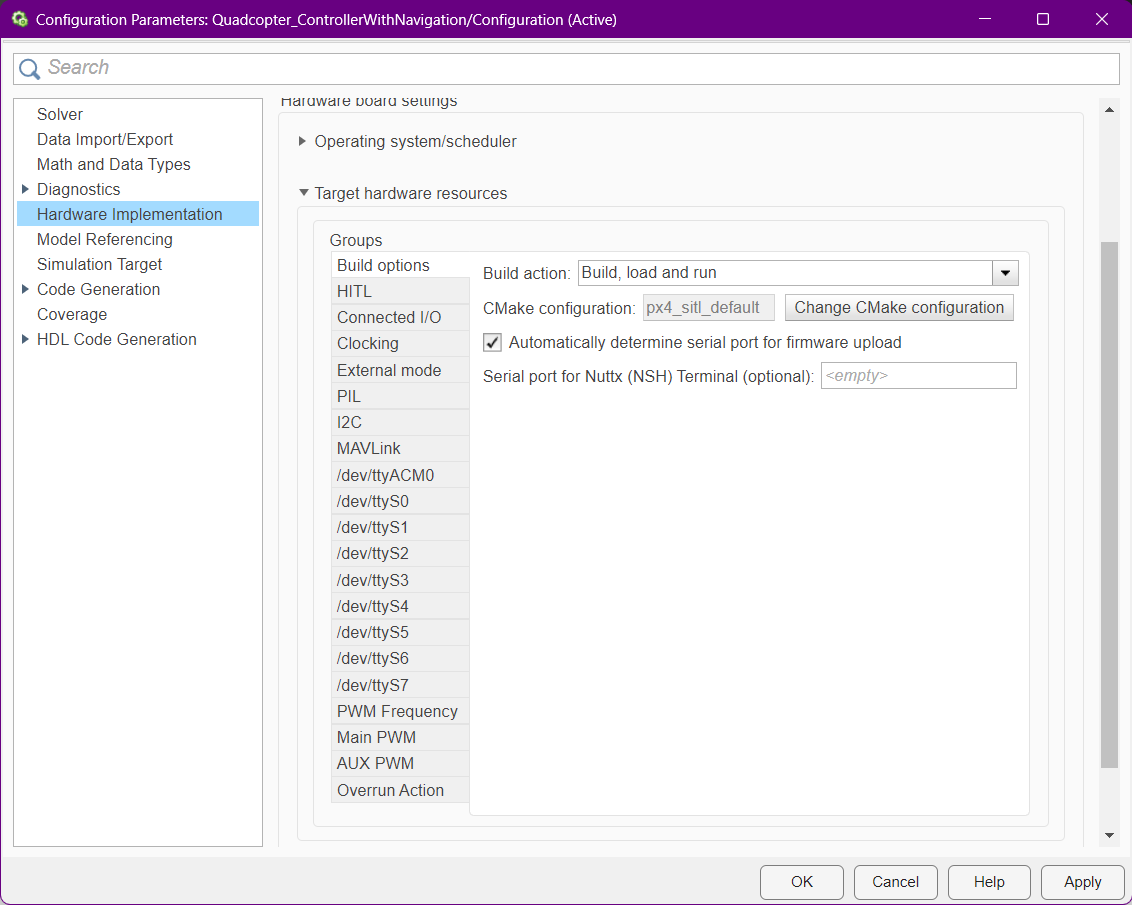 Configuration Parameters: Quadcopter_ControllerWithNavigation/Configuration (Active)
Search
Solver
Data Import/Export
Math and Data Types
Diagnostics
Hardware Implementation
Model Referencing
Simulation Target
Code Generation
Coverage
HDL Code Generation
Hardware board settings
Operating system/scheduler
Target hardware resources
Groups
Build options
HITL
Connected I/O
Clocking
External mode
PIL
I2C
MAVLink
/dev/ttyACM0
/dev/ttyS0
/dev/ttyS1
/dev/ttyS2
/dev/ttyS3
/dev/ttyS4
/dev/ttyS5
/dev/ttyS6
/dev/ttyS7
PWM Frequency
Main PWM
AUX PWM
Overrun Action
Build action: Build, load and run
CMake configuration: px4_sitl_default Change CMake configuration
Automatically determine serial port for firmware upload
Serial port for Nuttx (NSH) Terminal (optional): <empty>
OK Cancel Help Apply